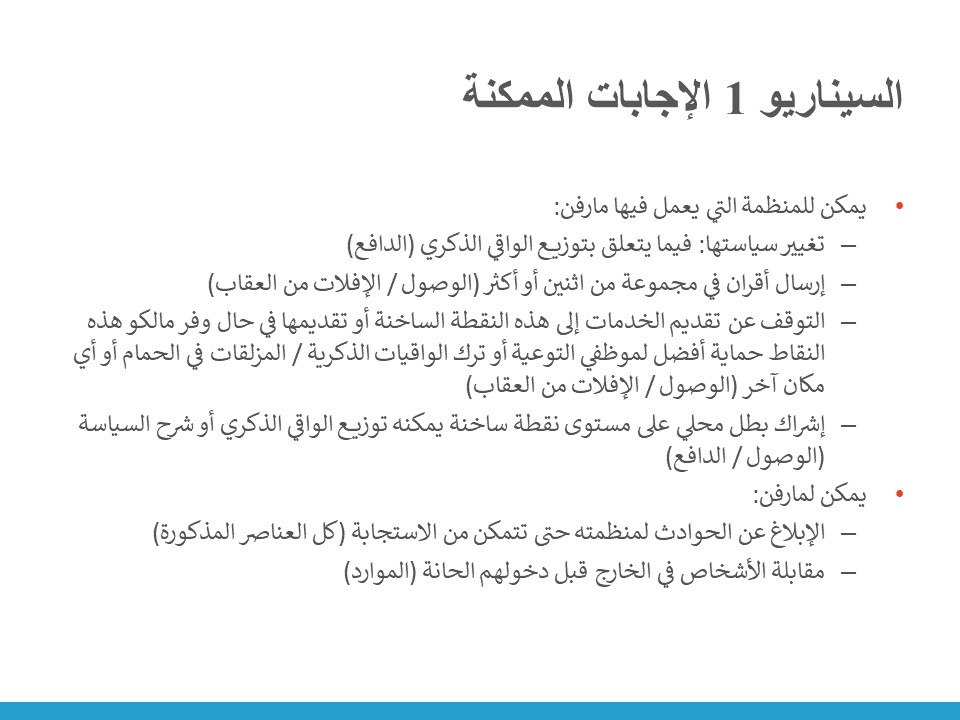 السيناريو 1 الإجابات الممكنة
• يمكن للمنظمة التي يعمل فيها مارفن:
– تغيير سياستها: فيما يتعلق بتوزيع الواقي الذكري (الدافع)
– إرسال أقران في مجموعة من اثنين أو أكثر (الوصول / الإفلات من العقاب)
– التوقف عن تقديم الخدمات إلى هذه النقطة الساخنة أو تقديمها في حال وفر مالكو هذه
النقاط حماية أفضل لموظفي التوعية أو ترك الواقيات الذكرية / المزلقات في الحمام أو أي
مكان آخر (الوصول / الإفلات من العقاب)
– إشراك بطل محلي على مستوى نقطة ساخنة يمكنه توزيع الواقي الذكري أو شرح السياسة
(الوصول / الدافع)
• يمكن لمارفن:
– الإبلاغ عن الحوادث لمنظمته حتى تتمكن من الاستجابة (كل العناصر المذكورة)
– مقابلة الأشخاص في الخارج قبل دخولهم الحانة (الموارد)